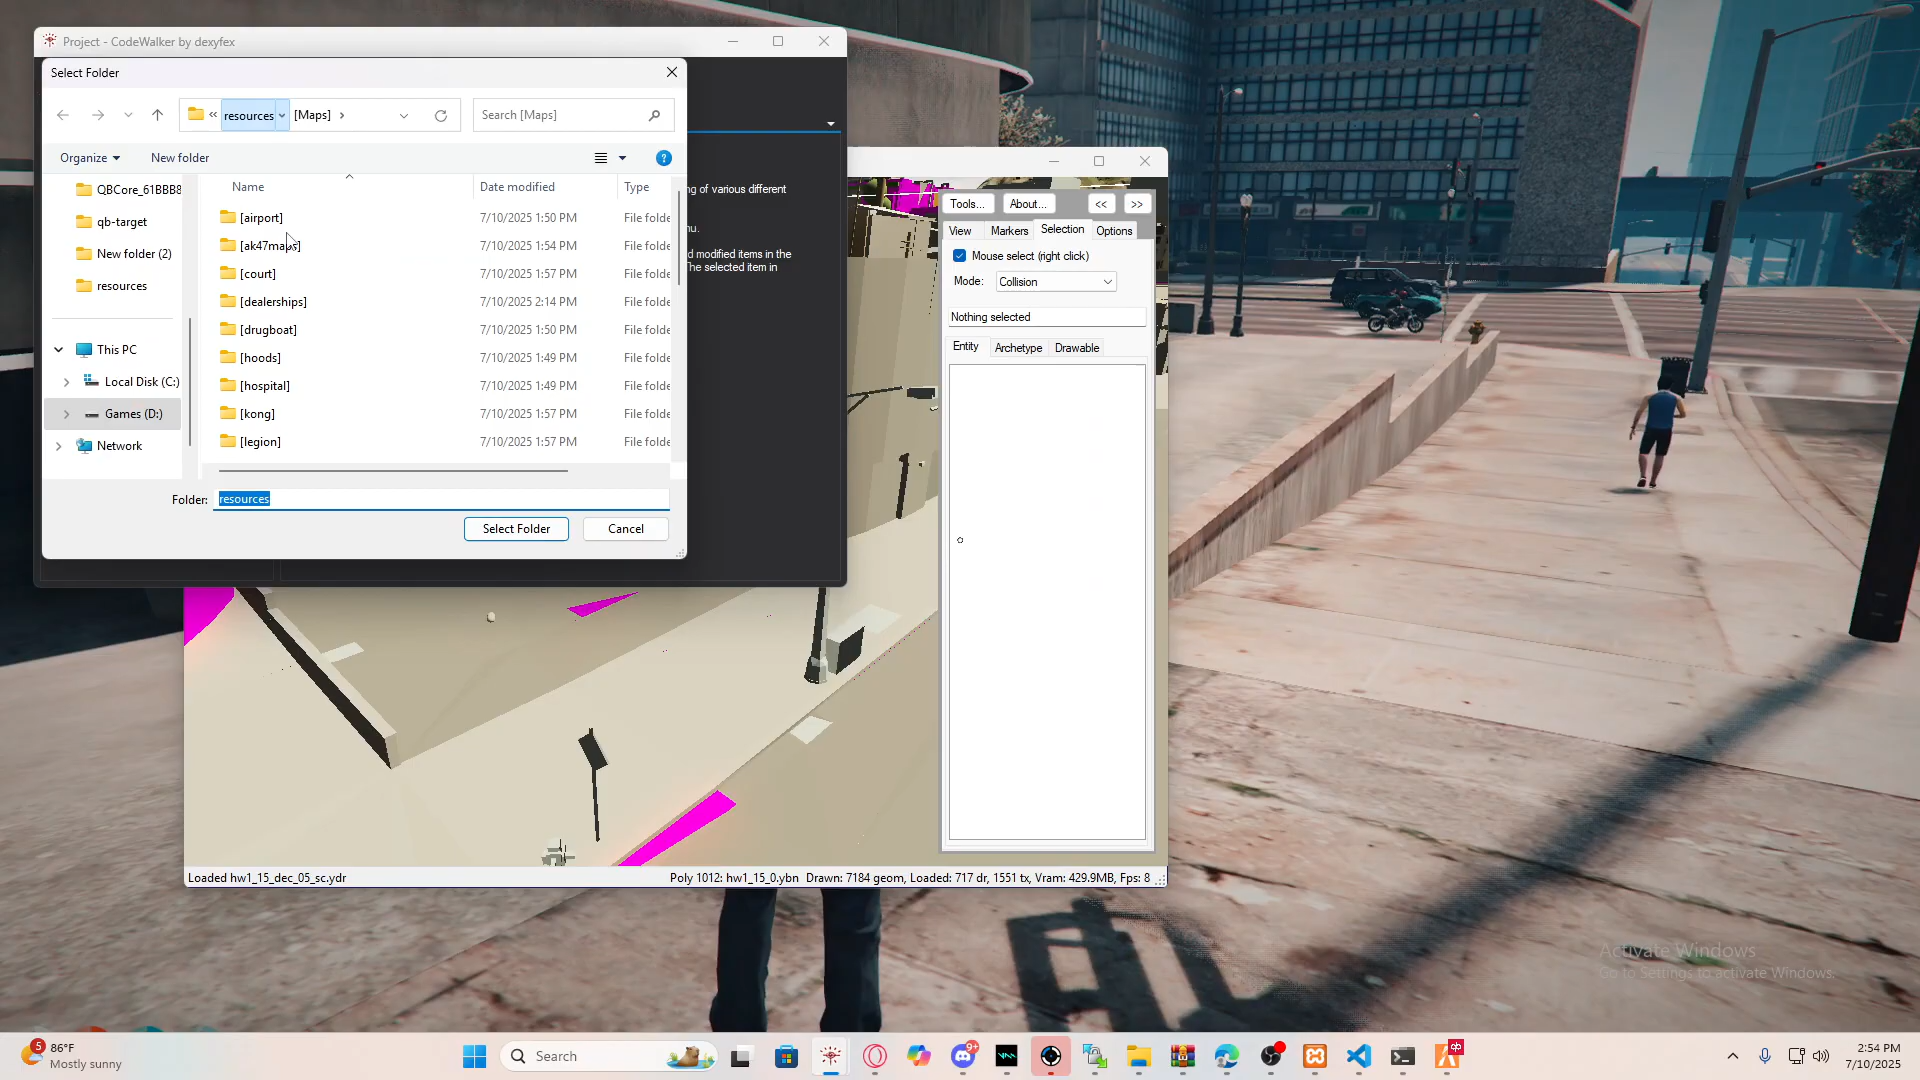 Project - CodeWalker by dexyfex
Select Folder
« resources [Maps] ›
Search [Maps]
Organize
New folder
?
QBCore_61BBB8
qb-target
New folder (2)
resources
This PC
Local Disk (C:)
Games (D:)
Network
Name Date modified Type
[airport] 7/10/2025 1:50 PM File folde
[ak47maps] 7/10/2025 1:54 PM File folde
[court] 7/10/2025 1:57 PM File folde
[dealerships] 7/10/2025 2:14 PM File folde
[drugboat] 7/10/2025 1:50 PM File folde
[hoods] 7/10/2025 1:49 PM File folde
[hospital] 7/10/2025 1:49 PM File folde
[kong] 7/10/2025 1:57 PM File folde
[legion] 7/10/2025 1:57 PM File folde
Folder: resources
Select Folder
Cancel
ng of various different
nu.
d modified items in the
The selected item in
Tools...
About...
<<
>>
View Markers Selection Options
Mouse select (right click)
Mode: Collision
Nothing selected
Entity Archetype Drawable
Loaded hw1_15_dec_05_sc.ydr
Poly 1012: hw1_15_0.ybn Drawn: 7184 geom, Loaded: 717 dr, 1551 tx, Vram: 429.9MB, Fps: 8
Activate Windows
Go to Settings to activate Windows.
5
86°F
Mostly sunny
Search
9+
qb
2:54 PM
7/10/2025